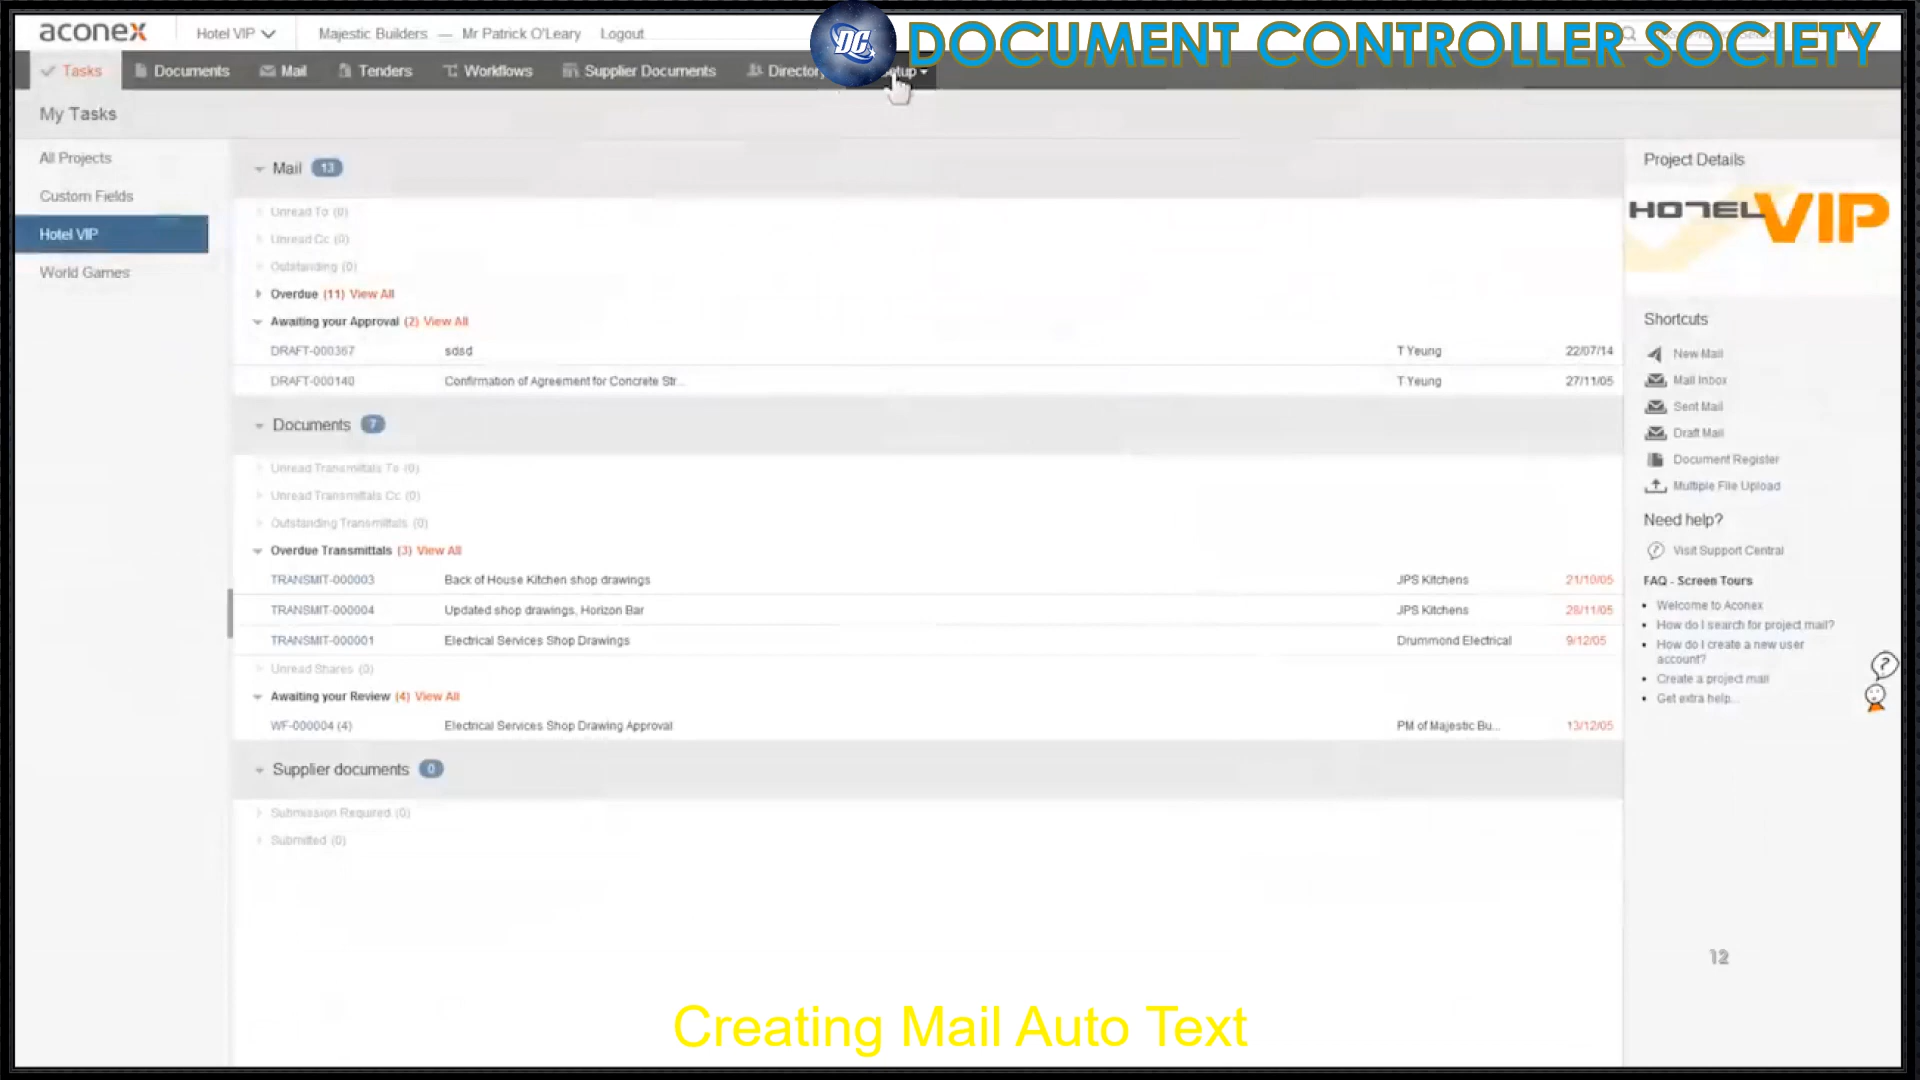 aconex
Hotel VIP
Majestic Builders — Mr Patrick O'Leary
Logout
DC
DOCUMENT CONTROLLER SOCIETY
Tasks
Documents
Mail
Tenders
Workflows
Supplier Documents
Directory
My Tasks
All Projects
Custom Fields
Hotel VIP
World Games
Mail 13
Unread To (0)
Unread Cc (0)
Outstanding (0)
Overdue (11) View All
Awaiting your Approval (2) View All
DRAFT-000367 sdsd T Yeung 22/07/14
DRAFT-000140 Confirmation of Agreement for Concrete Str... T Yeung 27/11/05
Documents 7
Unread Transmittals To (0)
Unread Transmittals Cc (0)
Outstanding Transmittals (0)
Overdue Transmittals (3) View All
TRANSMIT-000003 Back of House Kitchen shop drawings JPS Kitchens 21/10/05
TRANSMIT-000004 Updated shop drawings, Horizon Bar JPS Kitchens 28/11/05
TRANSMIT-000001 Electrical Services Shop Drawings Drummond Electrical 9/12/05
Unread Shares (0)
Awaiting your Review (4) View All
WF-000004 (4) Electrical Services Shop Drawing Approval PM of Majestic Bu... 13/12/05
Supplier documents 0
Submission Required (0)
Submitted (0)
Project Details
HOTEL VIP
Shortcuts
New Mail
Mail Inbox
Sent Mail
Draft Mail
Document Register
Multiple File Upload
Need help?
Visit Support Central
FAQ - Screen Tours
Welcome to Aconex
How do I search for project mail?
How do I create a new user
account?
Create a project mail
Get extra help...
12
Creating Mail Auto Text